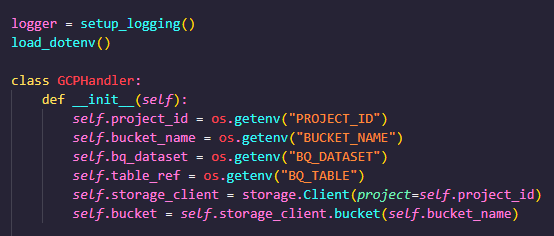 logger = setup_logging()
load_dotenv()
class GCPHandler:
def __init__(self):
self.project_id = os.getenv("PROJECT_ID")
self.bucket_name = os.getenv("BUCKET_NAME")
self.bq_dataset = os.getenv("BQ_DATASET")
self.table_ref = os.getenv("BQ_TABLE")
self.storage_client = storage.Client(project=self.project_id)
self.bucket = self.storage_client.bucket(self.bucket_name)